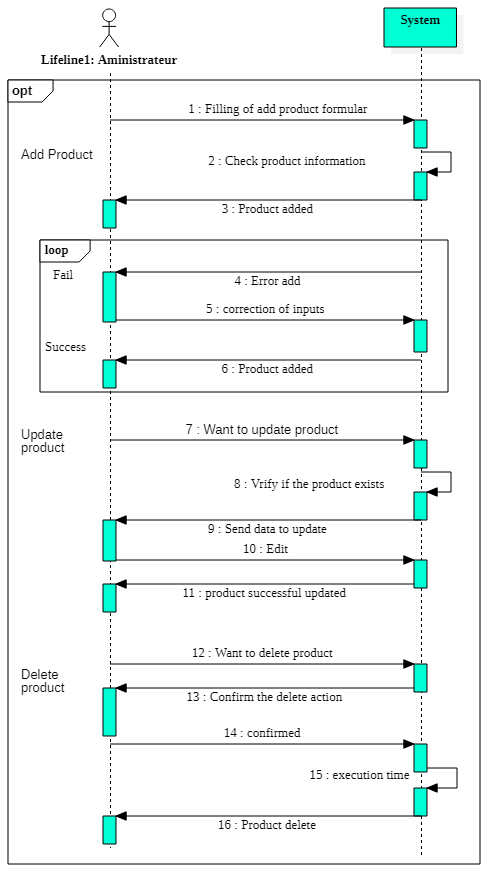 System
Lifeline1: Aministrateur
opt
1 : Filling of add product formular
Add Product
2 : Check product information
3 : Product added
loop
Fail
4 : Error add
5 : correction of inputs
Success
6 : Product added
7 : Want to update product
Update
product
8 : Vrify if the product exists
9 : Send data to update
10 : Edit
11 : product successful updated
12 : Want to delete product
Delete
product
13 : Confirm the delete action
14 : confirmed
15 : execution time
16 : Product delete